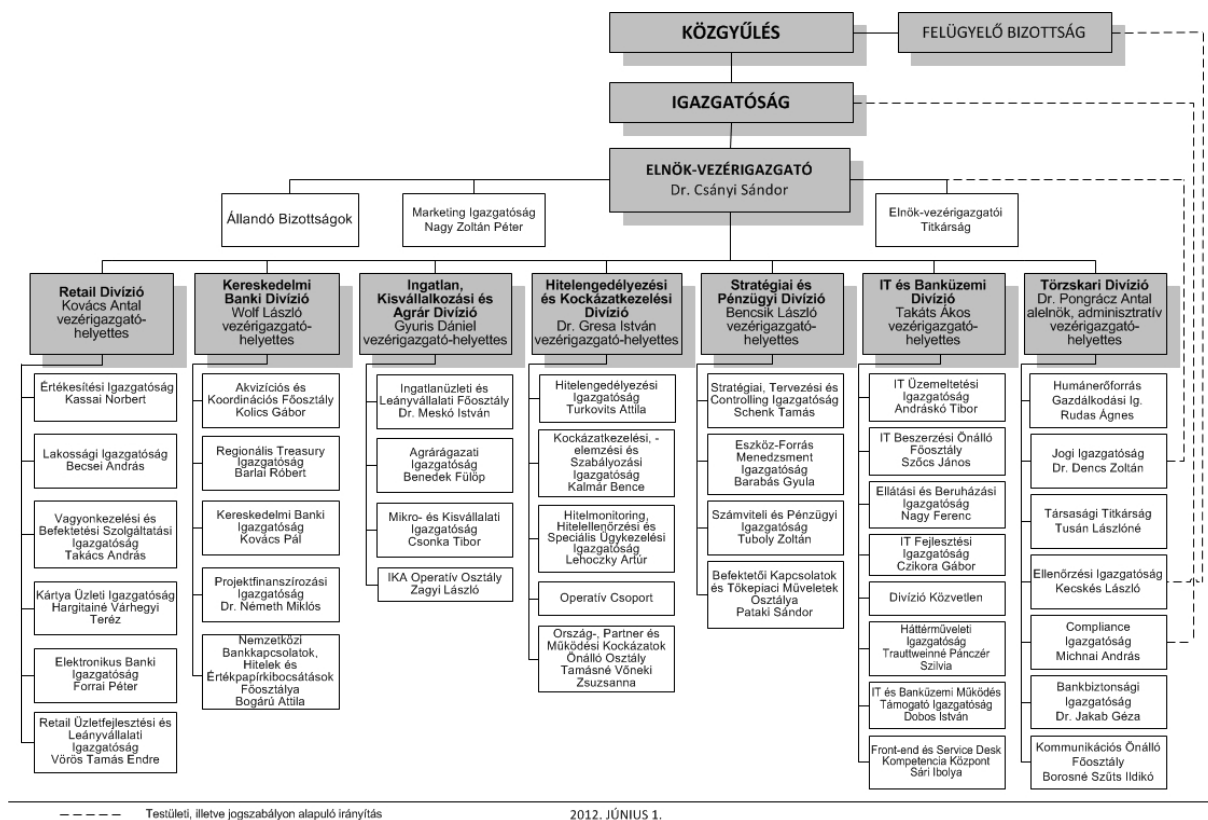 KÖZGYŰLÉS
FELÜGYELŐ BIZOTTSÁG
IGAZGATÓSÁG
ELNÖK-VEZÉRIGAZGATÓ
Dr. Csányi Sándor
Állandó Bizottságok
Marketing Igazgatóság
Nagy Zoltán Péter
Elnök-vezérigazgatói
Titkárság
Retail Divízió
Kovács Antal
vezérigazgató-
helyettes
Értékesítési Igazgatóság
Kassai Norbert
Lakossági Igazgatóság
Becsei András
Vagyonkezelési és
Befektetési Szolgáltatási
Igazgatóság
Takács András
Kártya Üzleti Igazgatóság
Hargitainé Várhegyi
Teréz
Elektronikus Banki
Igazgatóság
Forrai Péter
Retail Üzletfejlesztési és
Leányvállalati
Igazgatóság
Vörös Tamás Endre
Kereskedelmi
Banki Divízió
Wolf László
vezérigazgató-
helyettes
Akvizíciós és
Koordinációs Főosztály
Kolics Gábor
Regionális Treasury
Igazgatóság
Barlai Róbert
Kereskedelmi Banki
Igazgatóság
Kovács Pál
Projektfinanszírozási
Igazgatóság
Dr. Németh Miklós
Nemzetközi
Bankkapcsolatok,
Hitelek és
Értékpapírkibocsátások
Főosztálya
Bogárú Attila
Ingatlan,
Kisvállalkozási és
Agrár Divízió
Gyuris Dániel
vezérigazgató-helyettes
Ingatlanüzleti és
Leányvállalati Főosztály
Dr. Meskó István
Agrárágazati
Igazgatóság
Benedek Fülöp
Mikro- és Kisvállalati
Igazgatóság
Csonka Tibor
IKA Operatív Osztály
Zagyi László
Hitelengedélyezési
és Kockázatkezelési
Divízió
Dr. Gresa István
vezérigazgató-helyettes
Hitelengedélyezési
Igazgatóság
Turkovits Attila
Kockázatkezelési, -
elemzési és
Szabályozási
Igazgatóság
Kalmár Bence
Hitelmonitoring,
Hitelellenőrzési és
Speciális Ügykezelési
Igazgatóság
Lehoczky Artúr
Operatív Csoport
Ország-, Partner és
Működési Kockázatok
Önálló Osztály
Tamásné Vőneki
Zsuzsanna
Stratégiai és
Pénzügyi Divízió
Bencsik László
vezérigazgató-
helyettes
Stratégiai, Tervezési és
Controlling Igazgatóság
Schenk Tamás
Eszköz-Forrás
Menedzsment
Igazgatóság
Barabás Gyula
Számviteli és Pénzügyi
Igazgatóság
Tuboly Zoltán
Befektetői Kapcsolatok
és Tőkepiaci Műveletek
Osztálya
Pataki Sándor
IT és Banküzemi
Divízió
Takáts Ákos
vezérigazgató-
helyettes
IT Üzemeltetési
Igazgatóság
Andráskó Tibor
IT Beszerzési Önálló
Főosztály
Szőcs János
Ellátási és Beruházási
Igazgatóság
Nagy Ferenc
IT Fejlesztési
Igazgatóság
Czikora Gábor
Divízió Közvetlen
Háttérműveleti
Igazgatóság
Trauttweinné Pánczér
Szilvia
IT és Banküzemi Működés
Támogató Igazgatóság
Dobos István
Front-end és Service Desk
Kompetencia Központ
Sári Ibolya
Törzskari Divízió
Dr. Pongrácz Antal
alelnök, adminisztratív
vezérigazgató-
helyettes
Humánerőforrás
Gazdálkodási Ig.
Rudas Ágnes
Jogi Igazgatóság
Dr. Dencs Zoltán
Társasági Titkárság
Tusán Lászlóné
Ellenőrzési Igazgatóság
Kecskés László
Compliance
Igazgatóság
Michnai András
Bankbiztonsági
Igazgatóság
Dr. Jakab Géza
Kommunikációs Önálló
Főosztály
Borosné Szűts Ildikó
Testületi, illetve jogszabályon alapuló irányítás
2012. JÚNIUS 1.